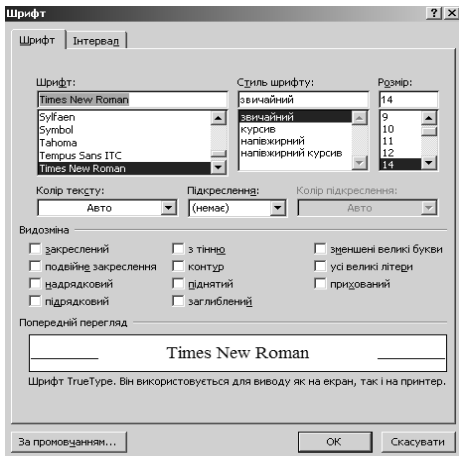 Шрифт
Шрифт Інтервал
Шрифт: Стиль шрифту: Розмір:
Times New Roman звичайний 14
Sylfaen звичайний 9
Symbol курсив 10
Tahoma напівжирний 11
Tempus Sans ITC напівжирний курсив 12
Times New Roman 14
Колір тексту: Підкреслення: Колір підкреслення:
Авто (немає) Авто
Видозміна
закреслений з тінню зменшені великі букви
подвійне закреслення контур усі великі літери
надрядковий піднятий прихований
підрядковий заглиблений
Попередній перегляд
Times New Roman
Шрифт TrueType. Він використовується для виводу як на екран, так і на принтер.
За промовчанням... ОК Скасувати